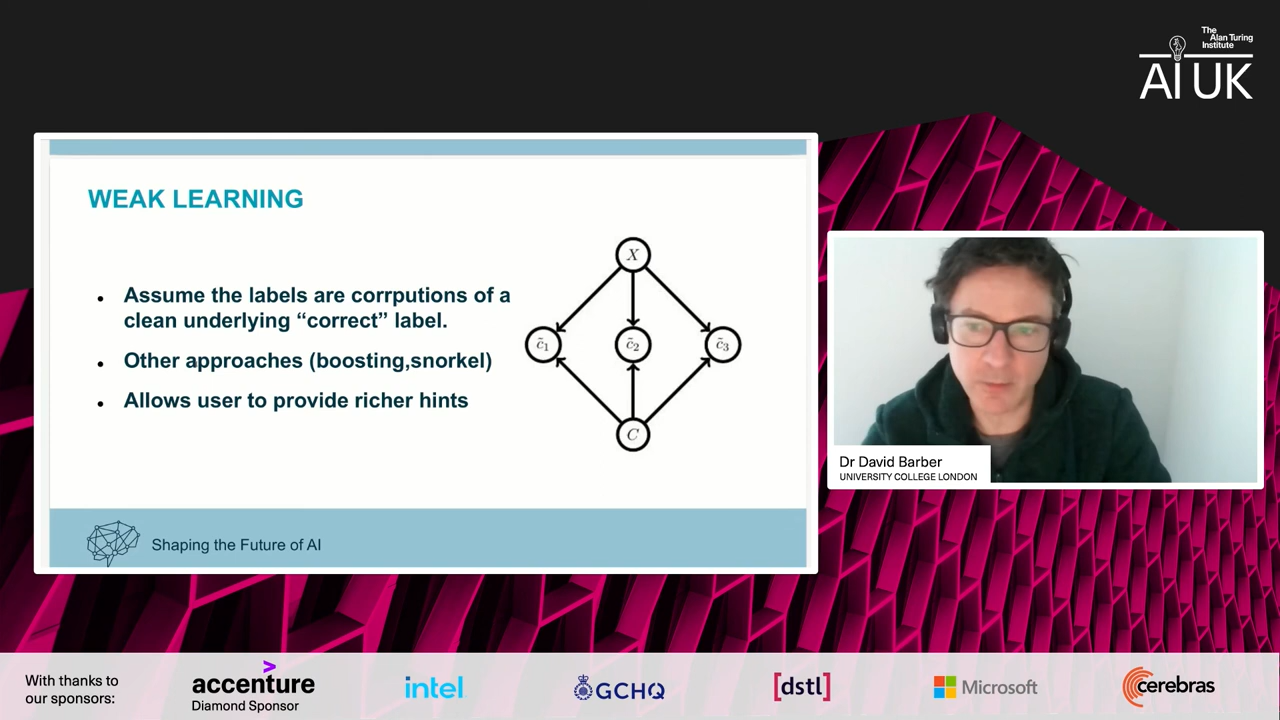 The
Alan Turing
Institute
AI UK
WEAK LEARNING
• Assume the labels are corrputions of a
clean underlying “correct” label.
• Other approaches (boosting,snorkel)
• Allows user to provide richer hints
X
c̃₁
c̃₂
c̃₃
C
Shaping the Future of AI
Dr David Barber
UNIVERSITY COLLEGE LONDON
With thanks to
our sponsors:
accenture
Diamond Sponsor
intel
GCHQ
[dstl]
Microsoft
cerebras